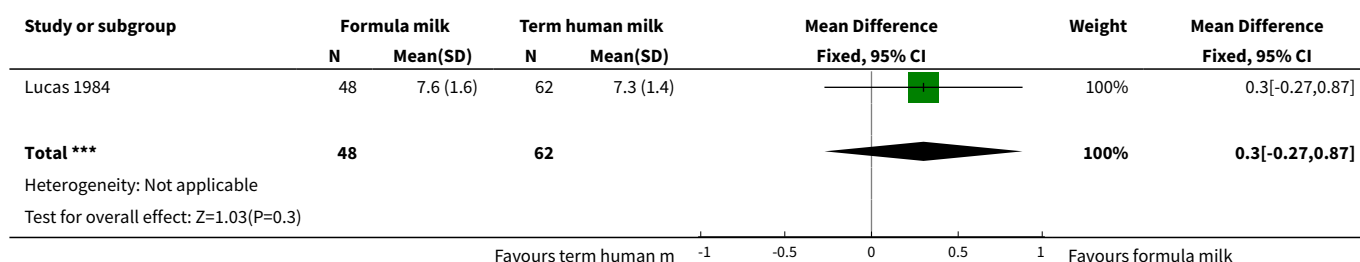 Study or subgroup Formula milk Term human milk Mean Difference Weight Mean Difference
N Mean(SD) N Mean(SD) Fixed, 95% CI Fixed, 95% CI
Lucas 1984 48 7.6 (1.6) 62 7.3 (1.4) 100% 0.3[-0.27,0.87]
Total *** 48 62 100% 0.3[-0.27,0.87]
Heterogeneity: Not applicable
Test for overall effect: Z=1.03(P=0.3)
Favours term human m -1 -0.5 0 0.5 1 Favours formula milk